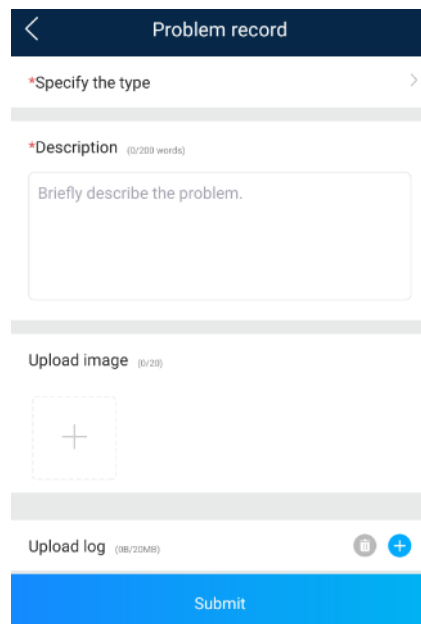 Problem record
*Specify the type
*Description (0/200 words)
Briefly describe the problem.
Upload image (0/20)
Upload log (0B/20MB)
Submit